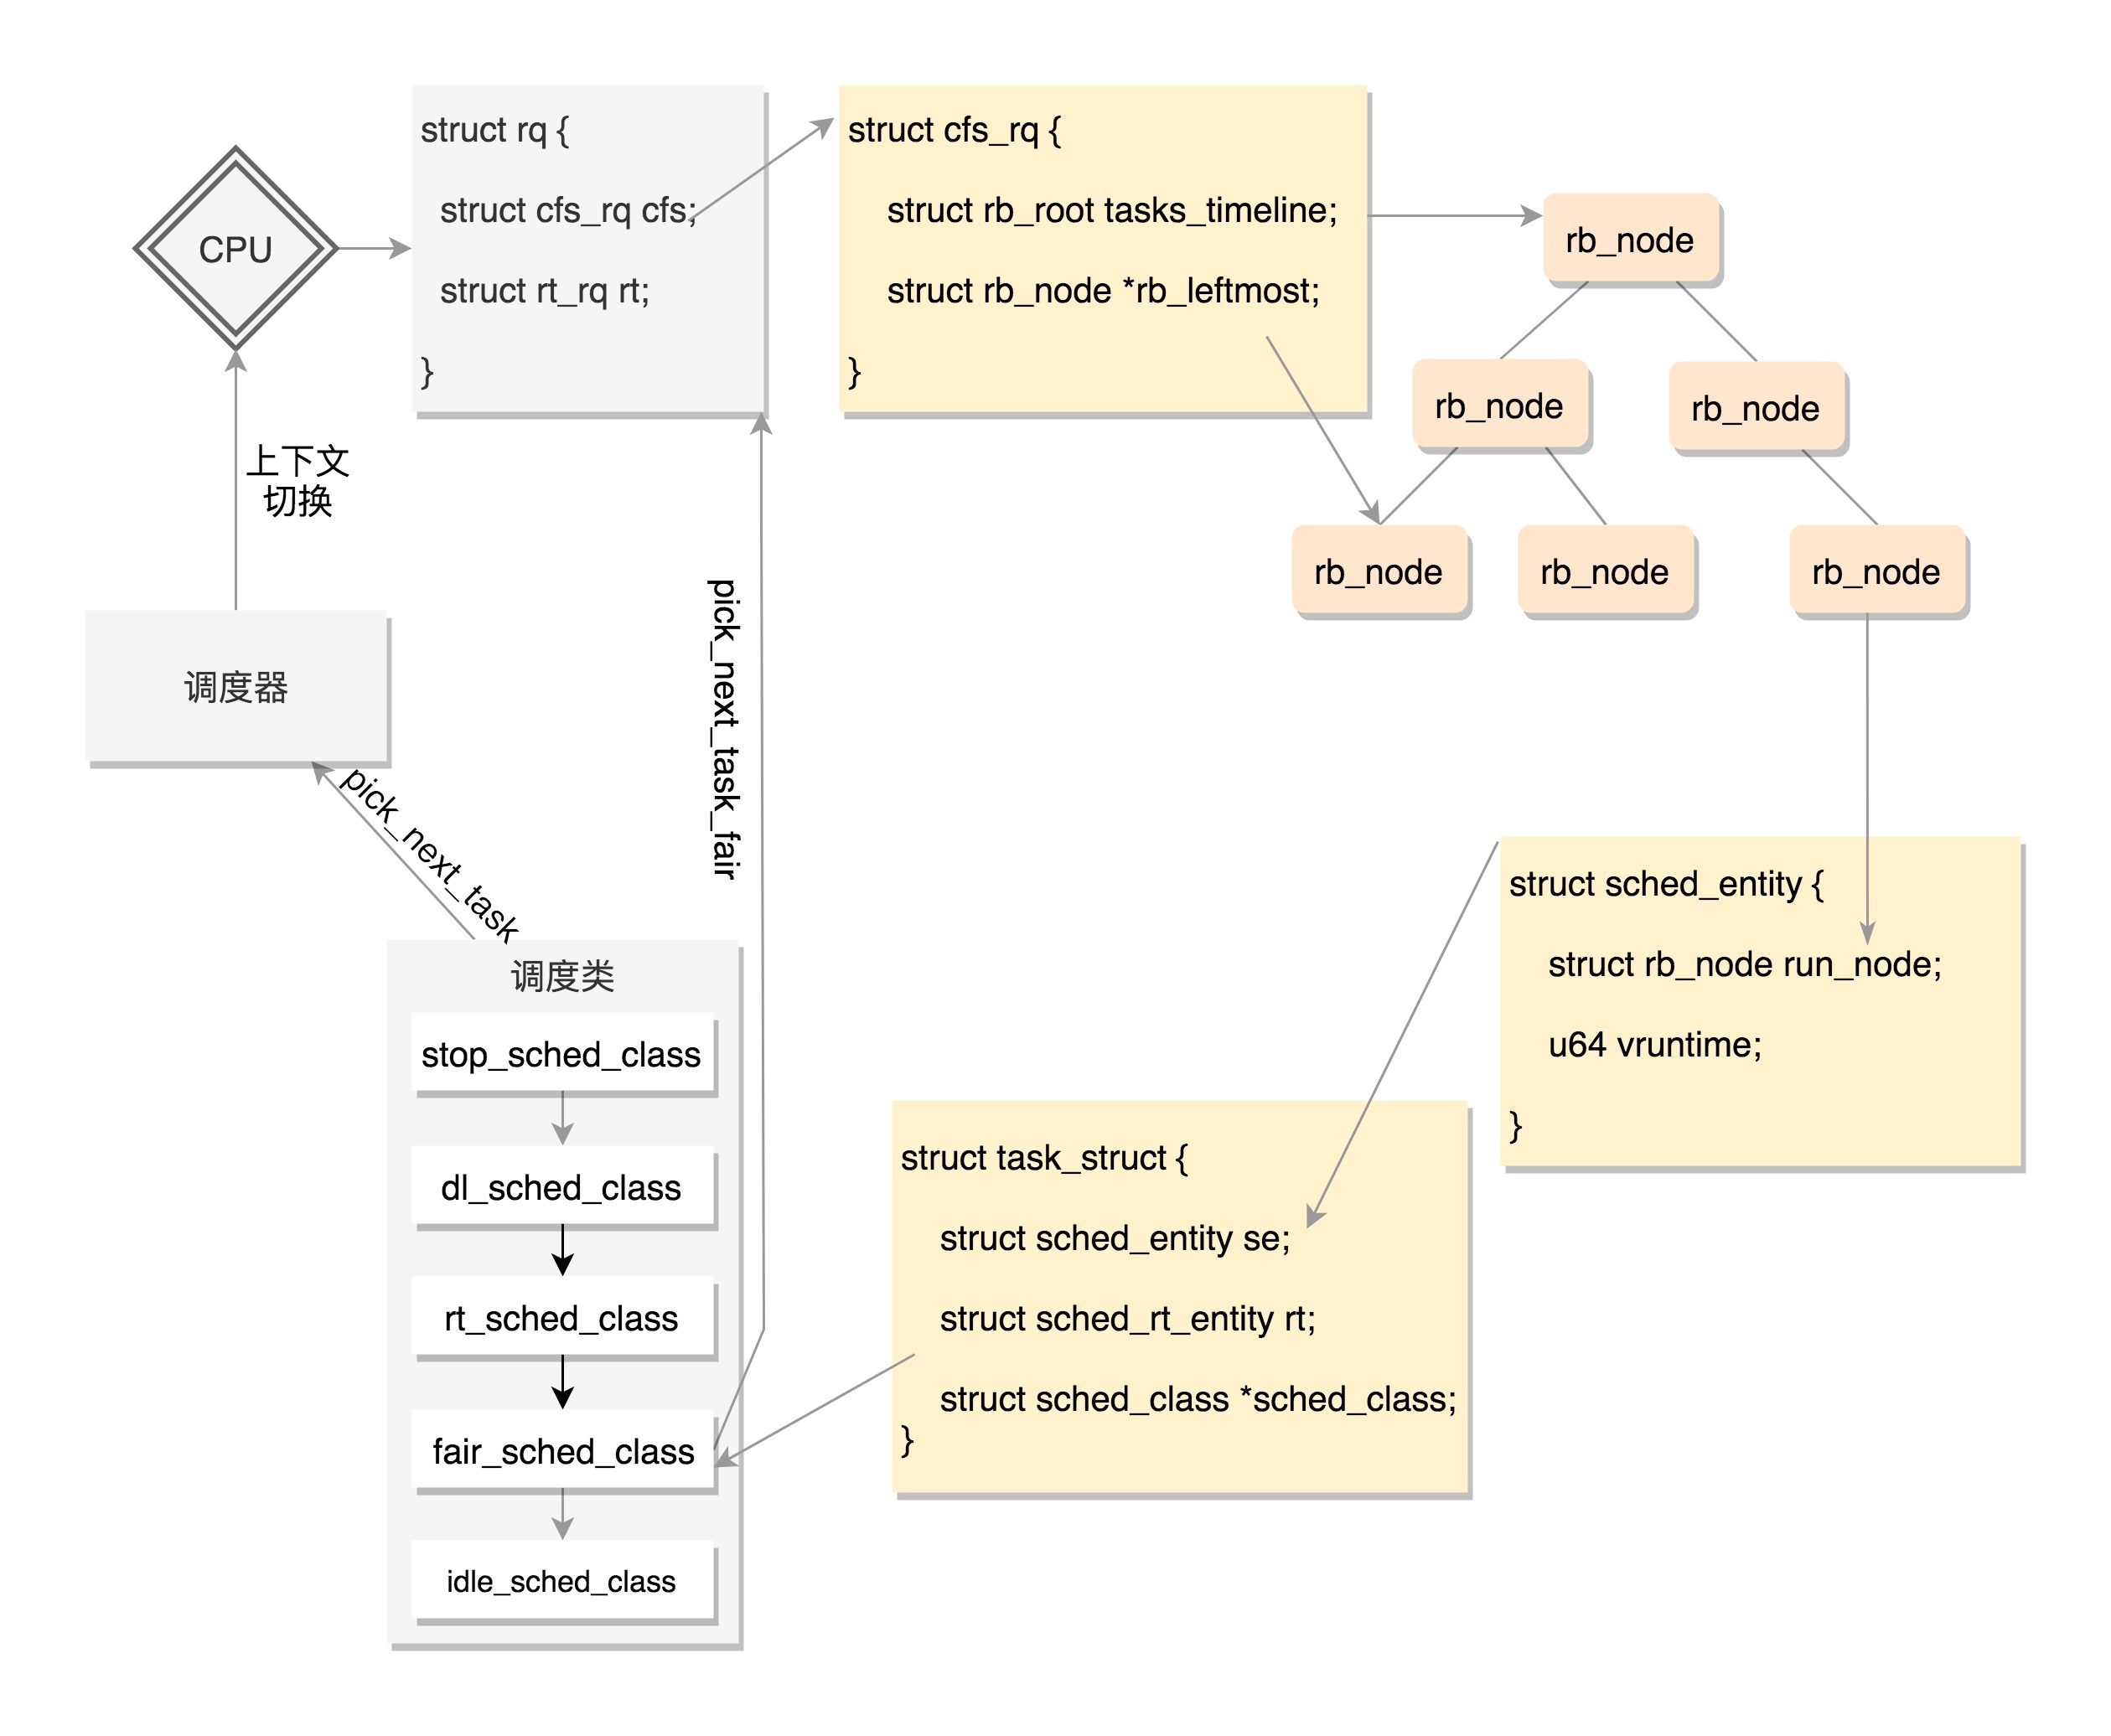 CPU
struct rq {
struct cfs_rq cfs;
struct rt_rq rt;
}
struct cfs_rq {
struct rb_root tasks_timeline;
struct rb_node *rb_leftmost;
}
rb_node
rb_node
rb_node
rb_node
rb_node
rb_node
上下文
切换
调度器
pick_next_task
pick_next_task_fair
调度类
stop_sched_class
dl_sched_class
rt_sched_class
fair_sched_class
idle_sched_class
struct sched_entity {
struct rb_node run_node;
u64 vruntime;
}
struct task_struct {
struct sched_entity se;
struct sched_rt_entity rt;
struct sched_class *sched_class;
}